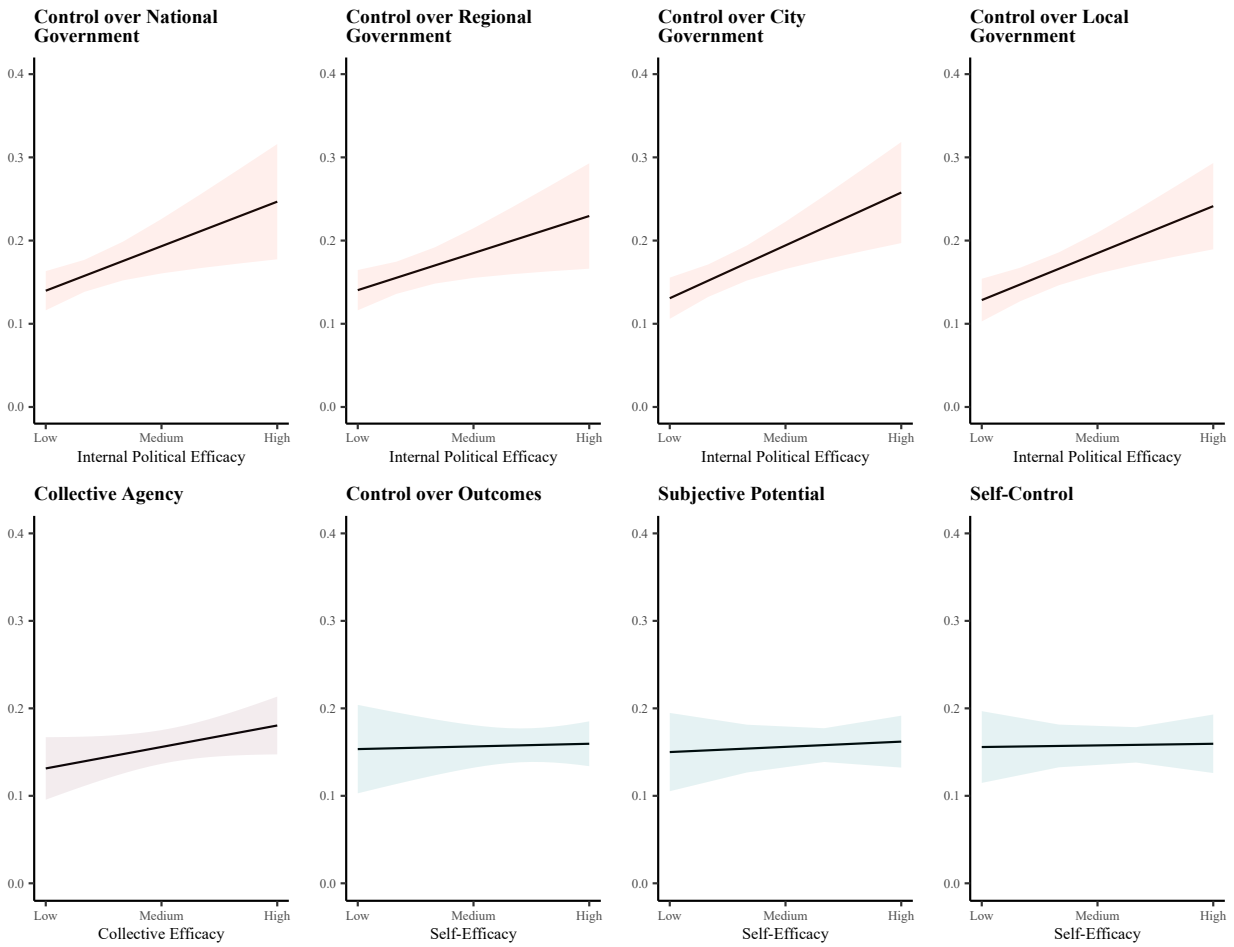 Control over National
Government
0.4
0.3
0.2
0.1
0.0
Low
Medium
High
Internal Political Efficacy
Control over Regional
Government
0.4
0.3
0.2
0.1
0.0
Low
Medium
High
Internal Political Efficacy
Control over City
Government
0.4
0.3
0.2
0.1
0.0
Low
Medium
High
Internal Political Efficacy
Control over Local
Government
0.4
0.3
0.2
0.1
0.0
Low
Medium
High
Internal Political Efficacy
Collective Agency
0.4
0.3
0.2
0.1
0.0
Low
Medium
High
Collective Efficacy
Control over Outcomes
0.4
0.3
0.2
0.1
0.0
Low
Medium
High
Self-Efficacy
Subjective Potential
0.4
0.3
0.2
0.1
0.0
Low
Medium
High
Self-Efficacy
Self-Control
0.4
0.3
0.2
0.1
0.0
Low
Medium
High
Self-Efficacy